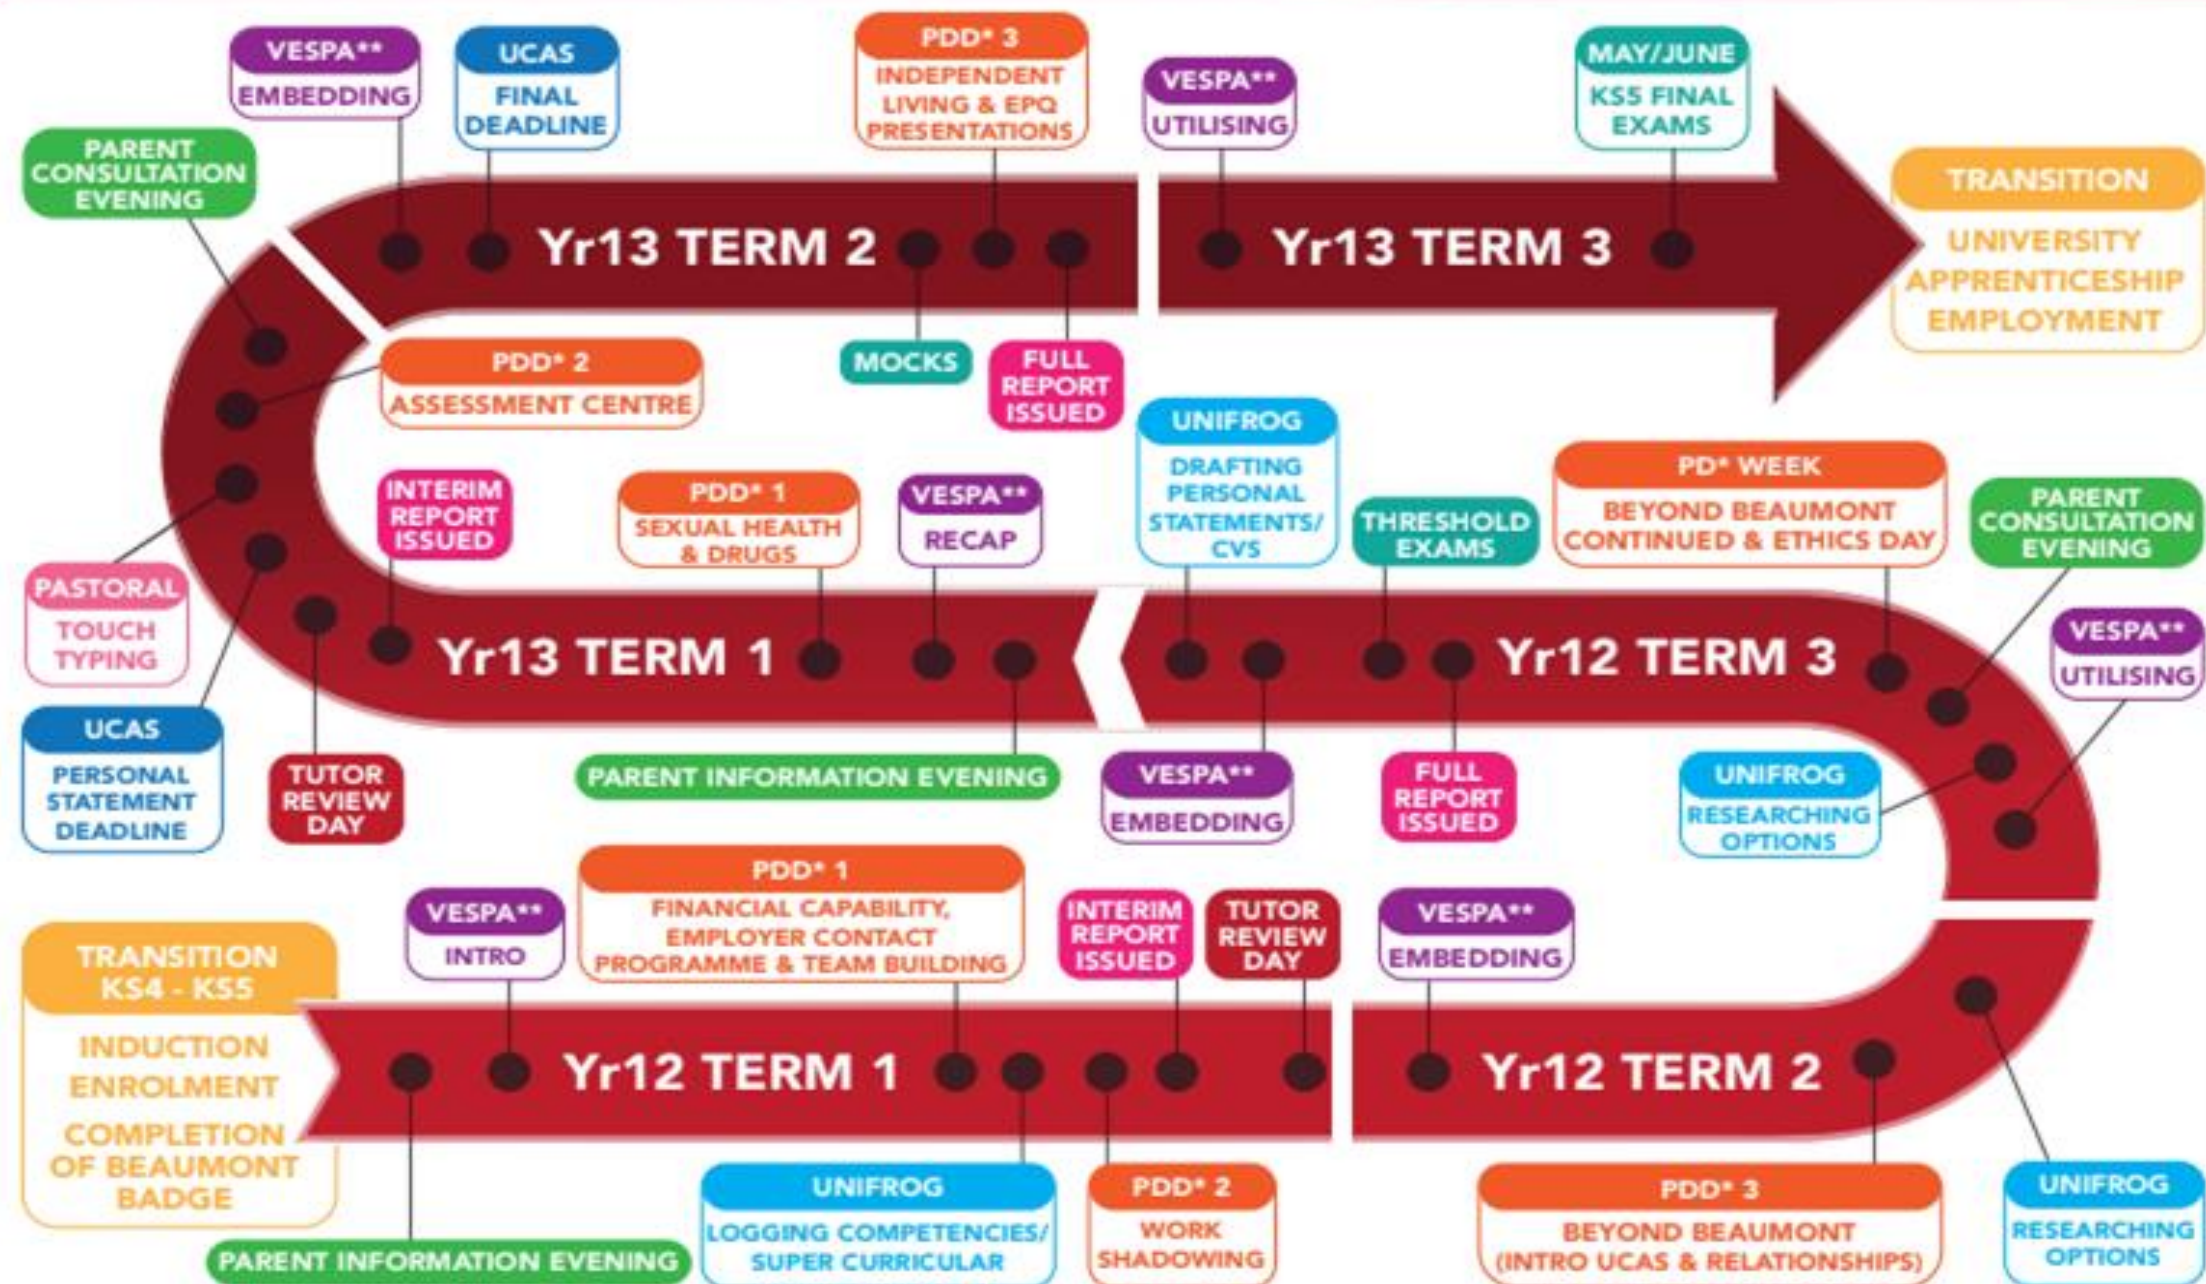 VESPA**
EMBEDDING
UCAS
FINAL
DEADLINE
PDD* 3
INDEPENDENT
LIVING & EPQ
PRESENTATIONS
VESPA**
UTILISING
MAY/JUNE
KS5 FINAL
EXAMS
PARENT
CONSULTATION
EVENING
TRANSITION
UNIVERSITY
APPRENTICESHIP
EMPLOYMENT
Yr13 TERM 2
Yr13 TERM 3
PDD* 2
ASSESSMENT CENTRE
MOCKS
FULL
REPORT
ISSUED
UNIFROG
DRAFTING
PERSONAL
STATEMENTS/
CVS
THRESHOLD
EXAMS
PD* WEEK
BEYOND BEAUMONT
CONTINUED & ETHICS DAY
PARENT
CONSULTATION
EVENING
INTERIM
REPORT
ISSUED
PDD* 1
SEXUAL HEALTH
& DRUGS
VESPA**
RECAP
PASTORAL
TOUCH
TYPING
VESPA**
UTILISING
Yr13 TERM 1
Yr12 TERM 3
UCAS
PERSONAL
STATEMENT
DEADLINE
TUTOR
REVIEW
DAY
PARENT INFORMATION EVENING
VESPA**
EMBEDDING
FULL
REPORT
ISSUED
UNIFROG
RESEARCHING
OPTIONS
TRANSITION
KS4 - KS5
INDUCTION
ENROLMENT
COMPLETION
OF BEAUMONT
BADGE
VESPA**
INTRO
PDD* 1
FINANCIAL CAPABILITY,
EMPLOYER CONTACT
PROGRAMME & TEAM BUILDING
INTERIM
REPORT
ISSUED
TUTOR
REVIEW
DAY
VESPA**
EMBEDDING
Yr12 TERM 1
Yr12 TERM 2
PARENT INFORMATION EVENING
UNIFROG
LOGGING COMPETENCIES/
SUPER CURRICULAR
PDD* 2
WORK
SHADOWING
PDD* 3
BEYOND BEAUMONT
(INTRO UCAS & RELATIONSHIPS)
UNIFROG
RESEARCHING
OPTIONS